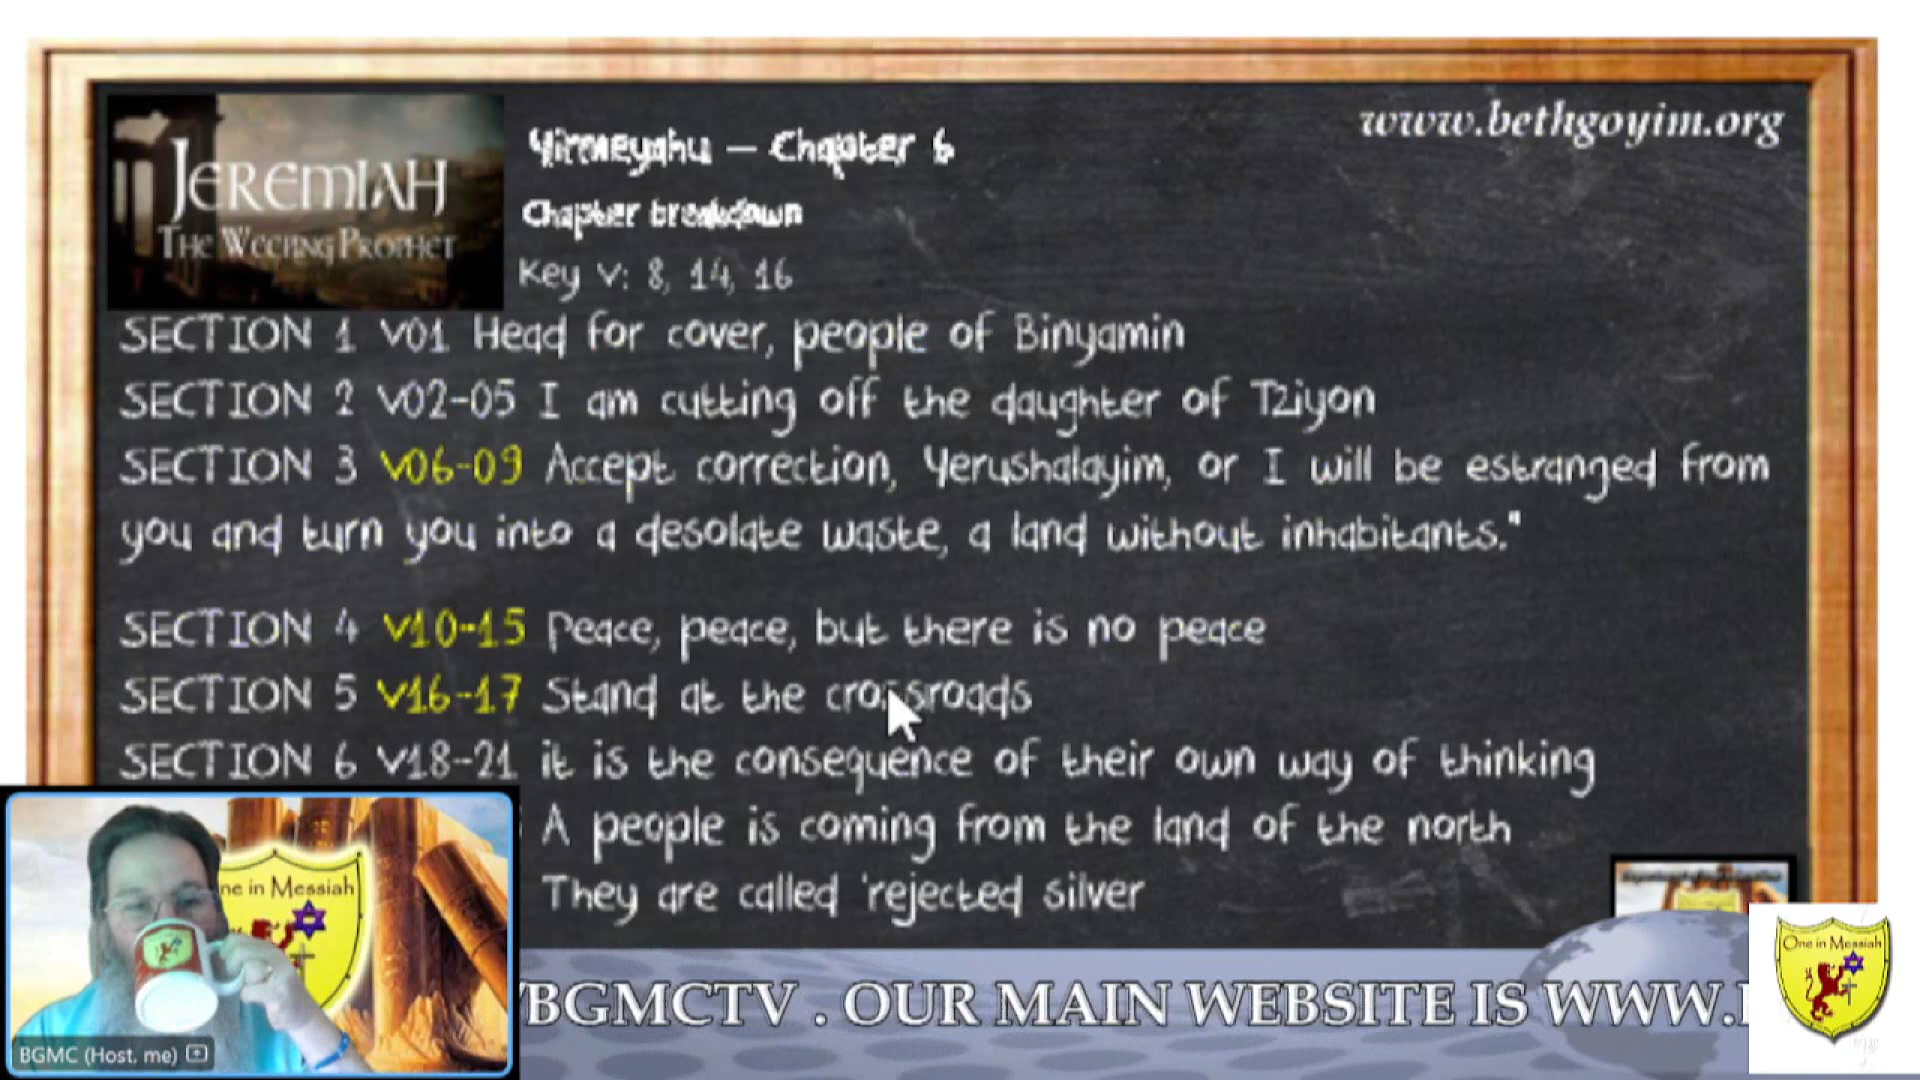 JEREMIAH
THE WEEPING PROPHET
www.bethgoyim.org
Yirmeyahu – Chapter 6
Chapter breakdown
Key V: 8, 14, 16
SECTION 1 V01 Head for cover, people of Binyamin
SECTION 2 V02-05 I am cutting off the daughter of Tziyon
SECTION 3 V06-09 Accept correction, Yerushalayim, or I will be estranged from
you and turn you into a desolate waste, a land without inhabitants."
SECTION 4 V10-15 Peace, peace, but there is no peace
SECTION 5 V16-17 Stand at the crossroads
SECTION 6 V18-21 it is the consequence of their own way of thinking
A people is coming from the land of the north
They are called 'rejected silver
ne in Messiah
BGMC (Host, me)
/BGMCTV . OUR MAIN WEBSITE IS WWW.
One in Messiah